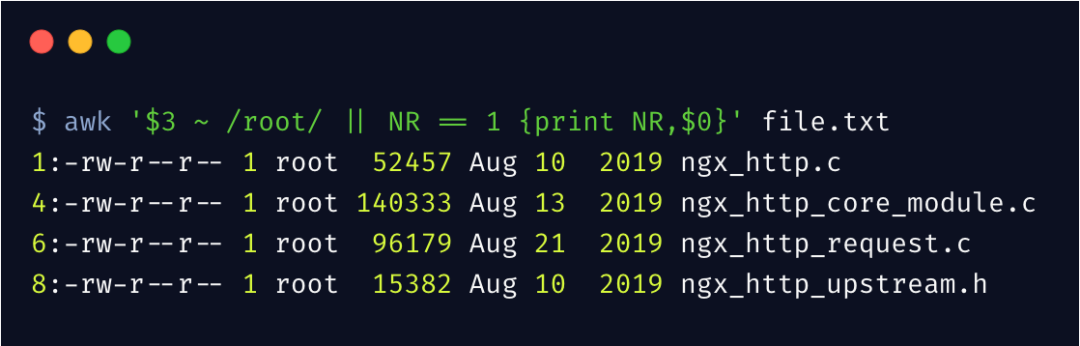 $ awk '$3 ~ /root/ || NR == 1 {print NR,$0}' file.txt
1:-rw-r--r-- 1 root  52457 Aug 10  2019 ngx_http.c
4:-rw-r--r-- 1 root 140333 Aug 13  2019 ngx_http_core_module.c
6:-rw-r--r-- 1 root  96179 Aug 21  2019 ngx_http_request.c
8:-rw-r--r-- 1 root  15382 Aug 10  2019 ngx_http_upstream.h